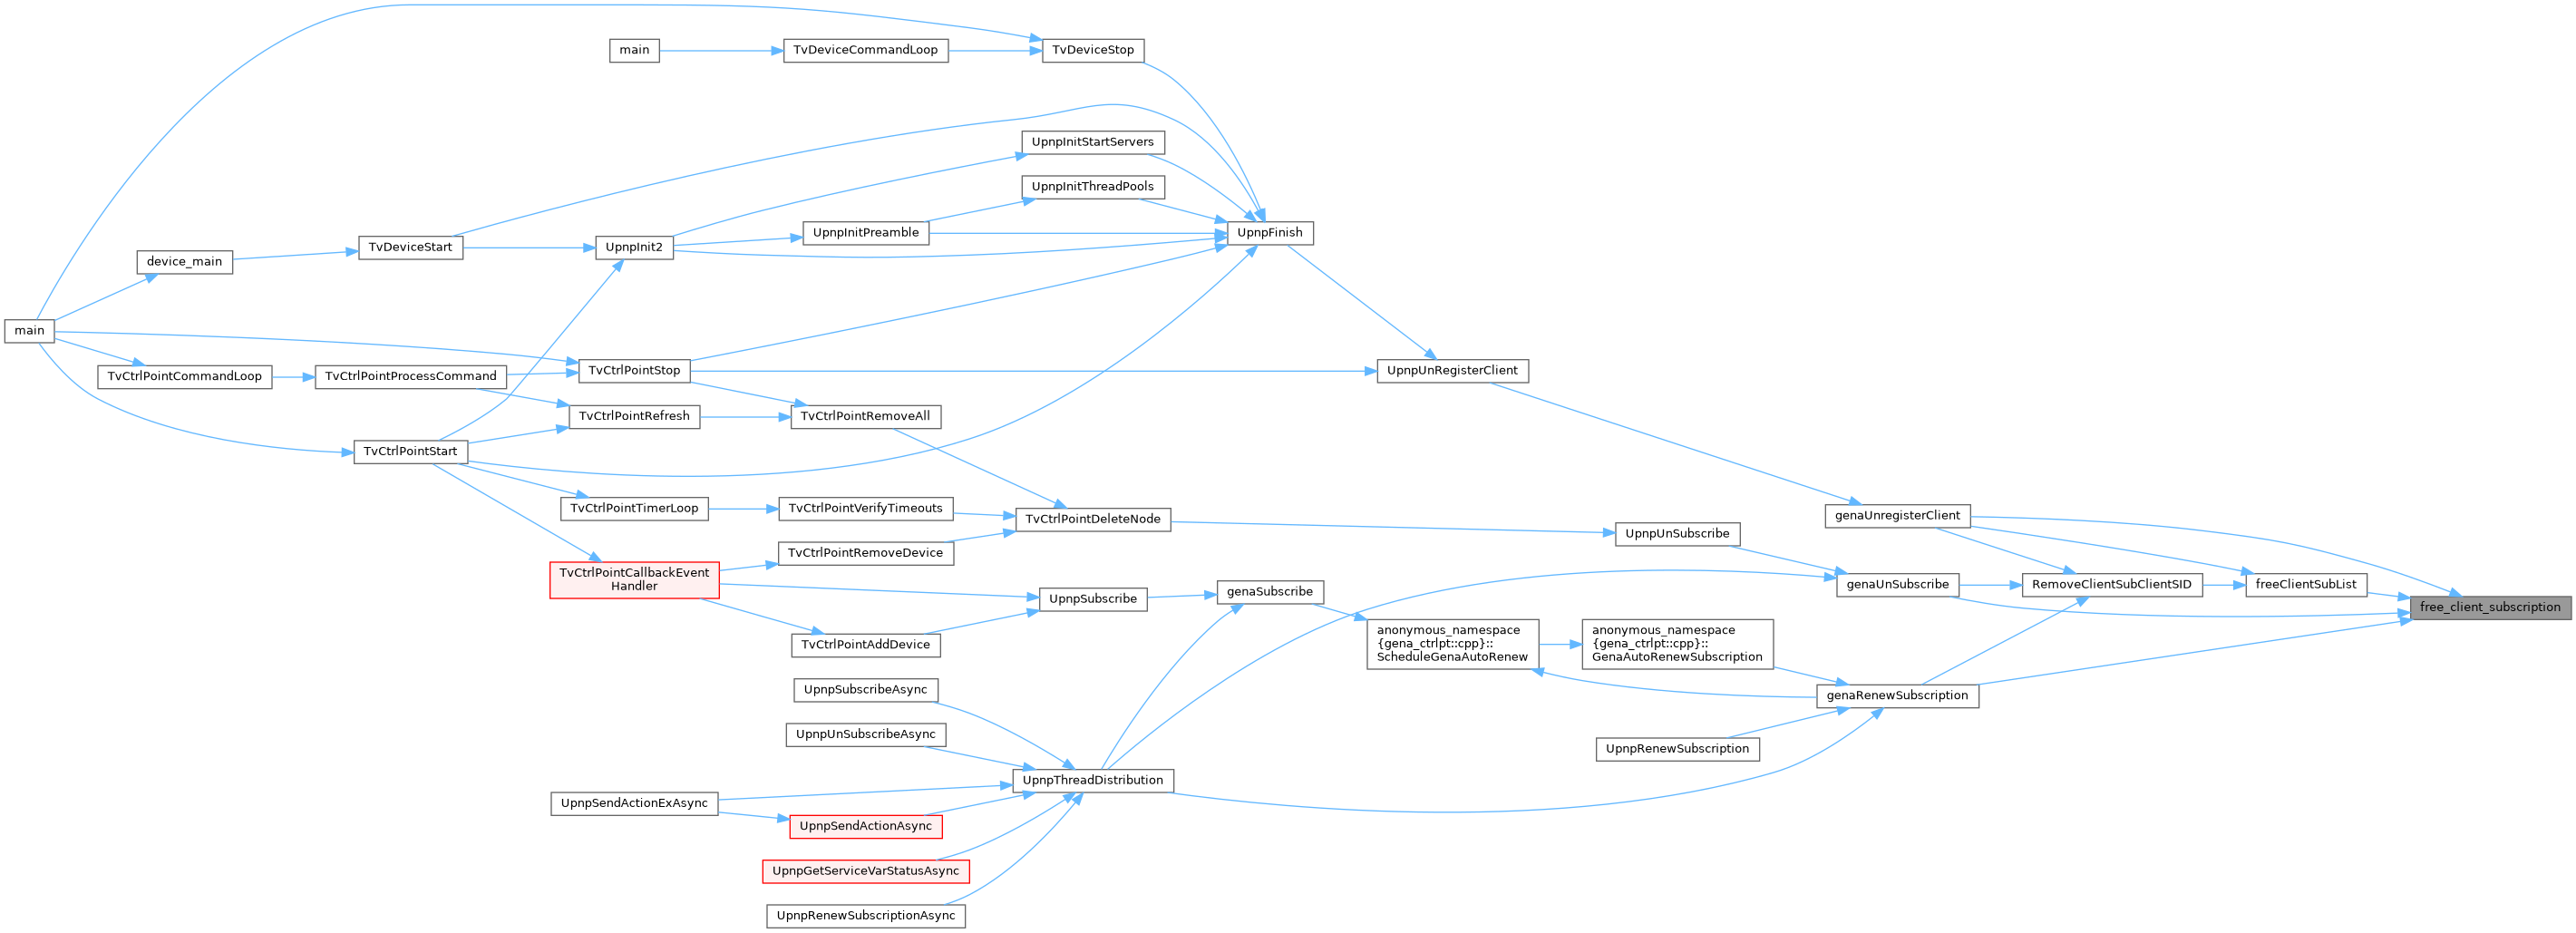 main
TvDeviceCommandLoop
TvDeviceStop
UpnpInitStartServers
UpnpInitThreadPools
UpnpInitPreamble
UpnpFinish
TvDeviceStart
UpnpInit2
device_main
main
TvCtrlPointStop
UpnpUnRegisterClient
TvCtrlPointCommandLoop
TvCtrlPointProcessCommand
TvCtrlPointRefresh
TvCtrlPointRemoveAll
TvCtrlPointStart
TvCtrlPointTimerLoop
TvCtrlPointVerifyTimeouts
TvCtrlPointDeleteNode
genaUnregisterClient
UpnpUnSubscribe
TvCtrlPointRemoveDevice
TvCtrlPointCallbackEvent
Handler
genaUnSubscribe
RemoveClientSubClientSID
freeClientSubList
free_client_subscription
UpnpSubscribe
genaSubscribe
TvCtrlPointAddDevice
anonymous_namespace
{gena_ctrlpt::cpp}::
ScheduleGenaAutoRenew
anonymous_namespace
{gena_ctrlpt::cpp}::
GenaAutoRenewSubscription
UpnpSubscribeAsync
genaRenewSubscription
UpnpUnSubscribeAsync
UpnpRenewSubscription
UpnpThreadDistribution
UpnpSendActionExAsync
UpnpSendActionAsync
UpnpGetServiceVarStatusAsync
UpnpRenewSubscriptionAsync